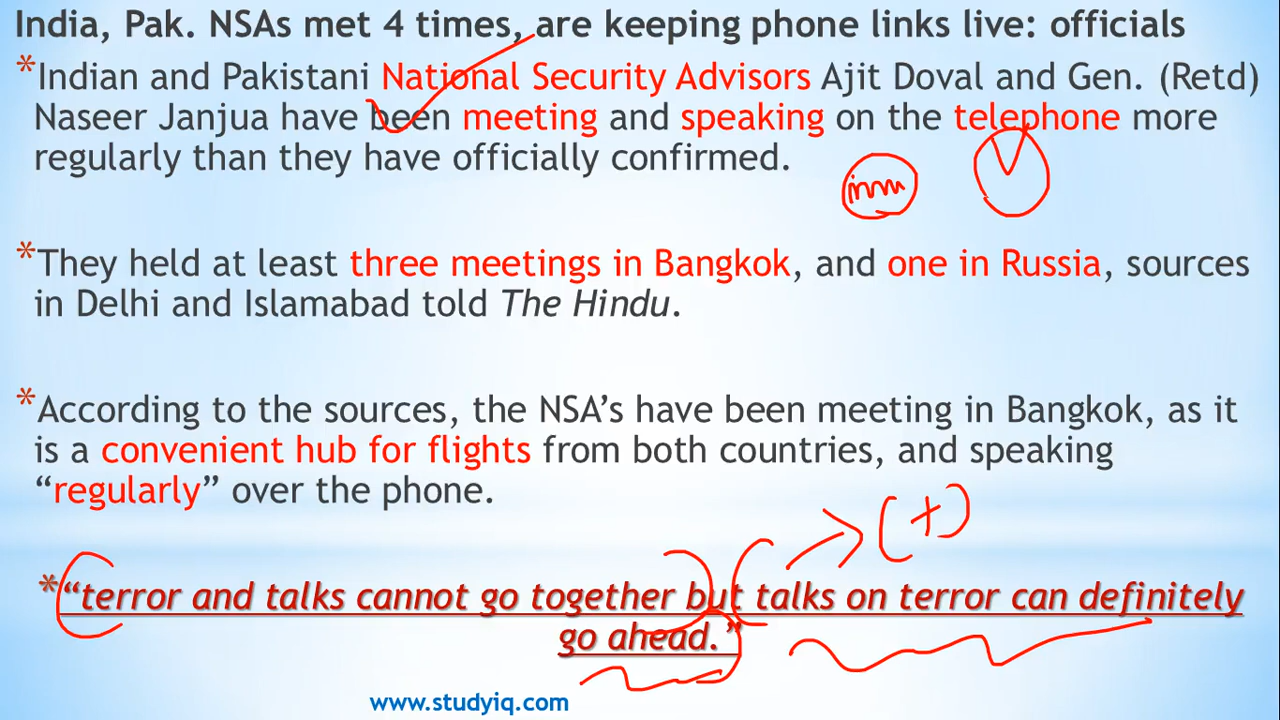 India, Pak. NSAs met 4 times, are keeping phone links live: officials
*Indian and Pakistani National Security Advisors Ajit Doval and Gen. (Retd)
Naseer Janjua have been meeting and speaking on the telephone more
regularly than they have officially confirmed.
*They held at least three meetings in Bangkok, and one in Russia, sources
in Delhi and Islamabad told The Hindu.
*According to the sources, the NSA’s have been meeting in Bangkok, as it
is a convenient hub for flights from both countries, and speaking
“regularly” over the phone.
(+)
*“terror and talks cannot go together but talks on terror can definitely
go ahead.”
www.studyiq.com